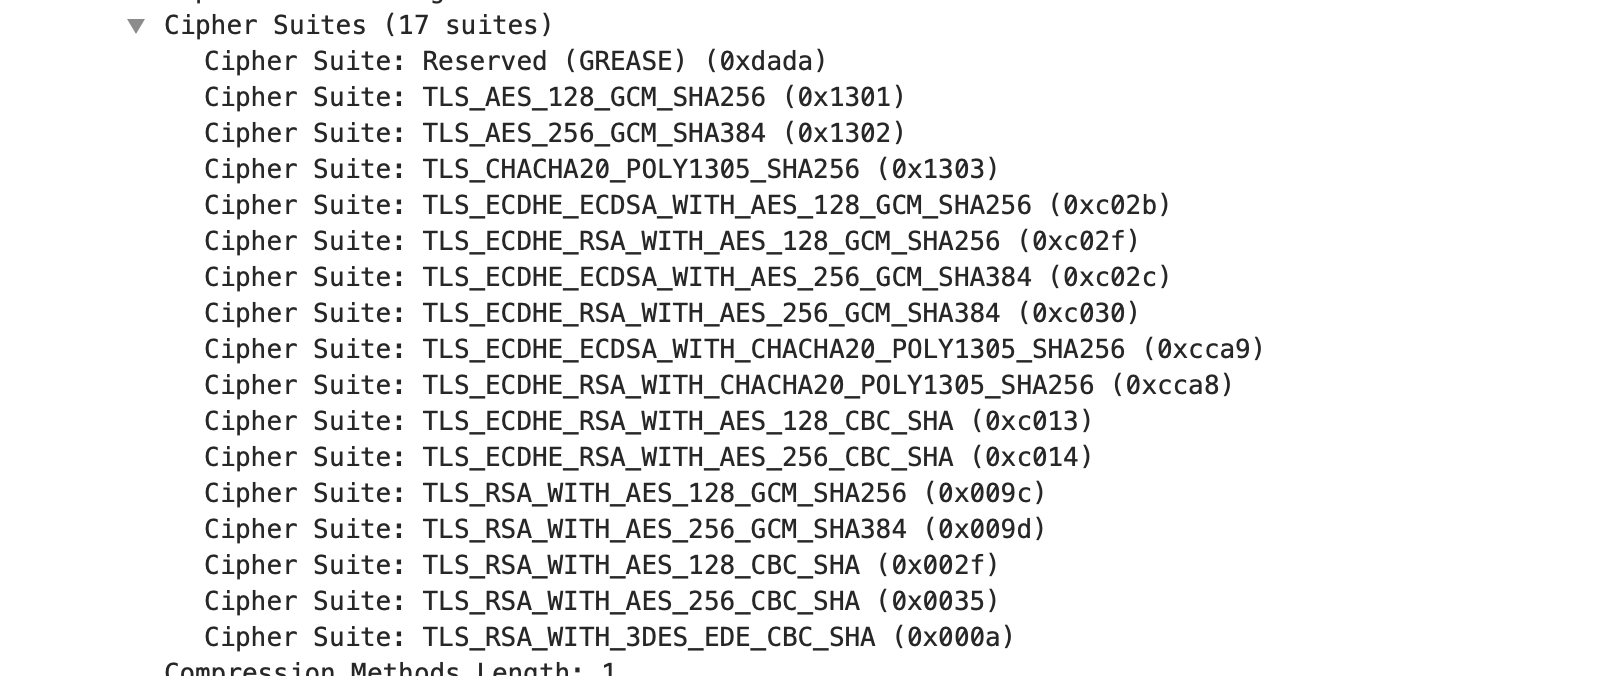 Cipher Suites (17 suites)
Cipher Suite: Reserved (GREASE) (0xdada)
Cipher Suite: TLS_AES_128_GCM_SHA256 (0x1301)
Cipher Suite: TLS_AES_256_GCM_SHA384 (0x1302)
Cipher Suite: TLS_CHACHA20_POLY1305_SHA256 (0x1303)
Cipher Suite: TLS_ECDHE_ECDSA_WITH_AES_128_GCM_SHA256 (0xc02b)
Cipher Suite: TLS_ECDHE_RSA_WITH_AES_128_GCM_SHA256 (0xc02f)
Cipher Suite: TLS_ECDHE_ECDSA_WITH_AES_256_GCM_SHA384 (0xc02c)
Cipher Suite: TLS_ECDHE_RSA_WITH_AES_256_GCM_SHA384 (0xc030)
Cipher Suite: TLS_ECDHE_ECDSA_WITH_CHACHA20_POLY1305_SHA256 (0xcca9)
Cipher Suite: TLS_ECDHE_RSA_WITH_CHACHA20_POLY1305_SHA256 (0xcca8)
Cipher Suite: TLS_ECDHE_RSA_WITH_AES_128_CBC_SHA (0xc013)
Cipher Suite: TLS_ECDHE_RSA_WITH_AES_256_CBC_SHA (0xc014)
Cipher Suite: TLS_RSA_WITH_AES_128_GCM_SHA256 (0x009c)
Cipher Suite: TLS_RSA_WITH_AES_256_GCM_SHA384 (0x009d)
Cipher Suite: TLS_RSA_WITH_AES_128_CBC_SHA (0x002f)
Cipher Suite: TLS_RSA_WITH_AES_256_CBC_SHA (0x0035)
Cipher Suite: TLS_RSA_WITH_3DES_EDE_CBC_SHA (0x000a)
Compression Methods Length: 1